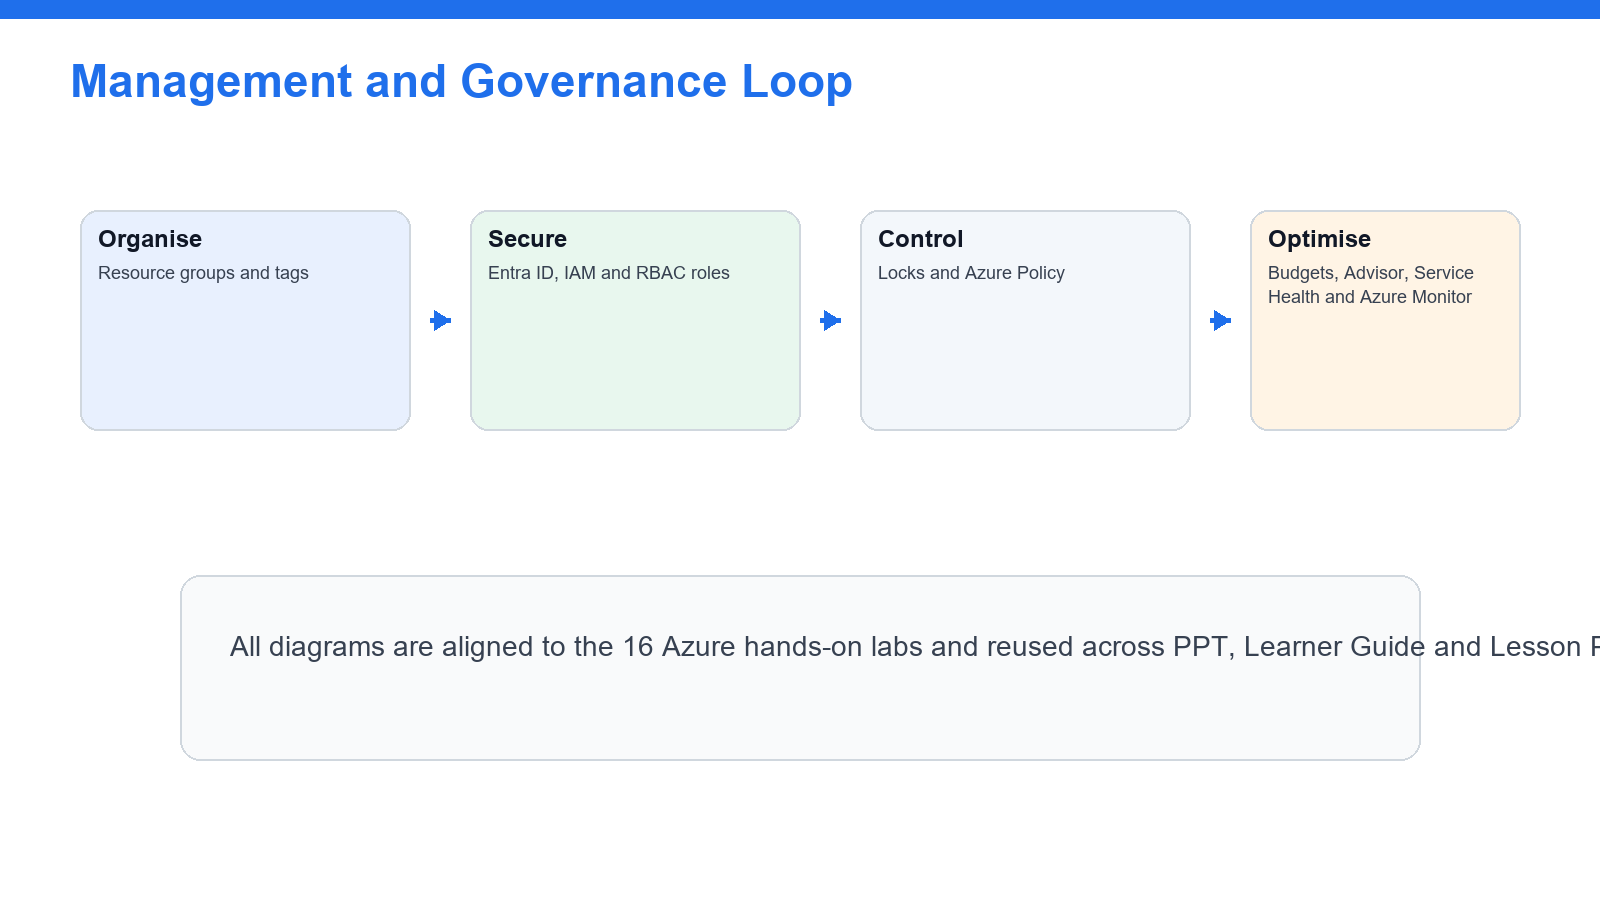 Management and Governance Loop
Organise
Resource groups and tags
Secure
Entra ID, IAM and RBAC roles
Control
Locks and Azure Policy
Optimise
Budgets, Advisor, Service
Health and Azure Monitor
All diagrams are aligned to the 16 Azure hands-on labs and reused across PPT, Learner Guide and Lesson